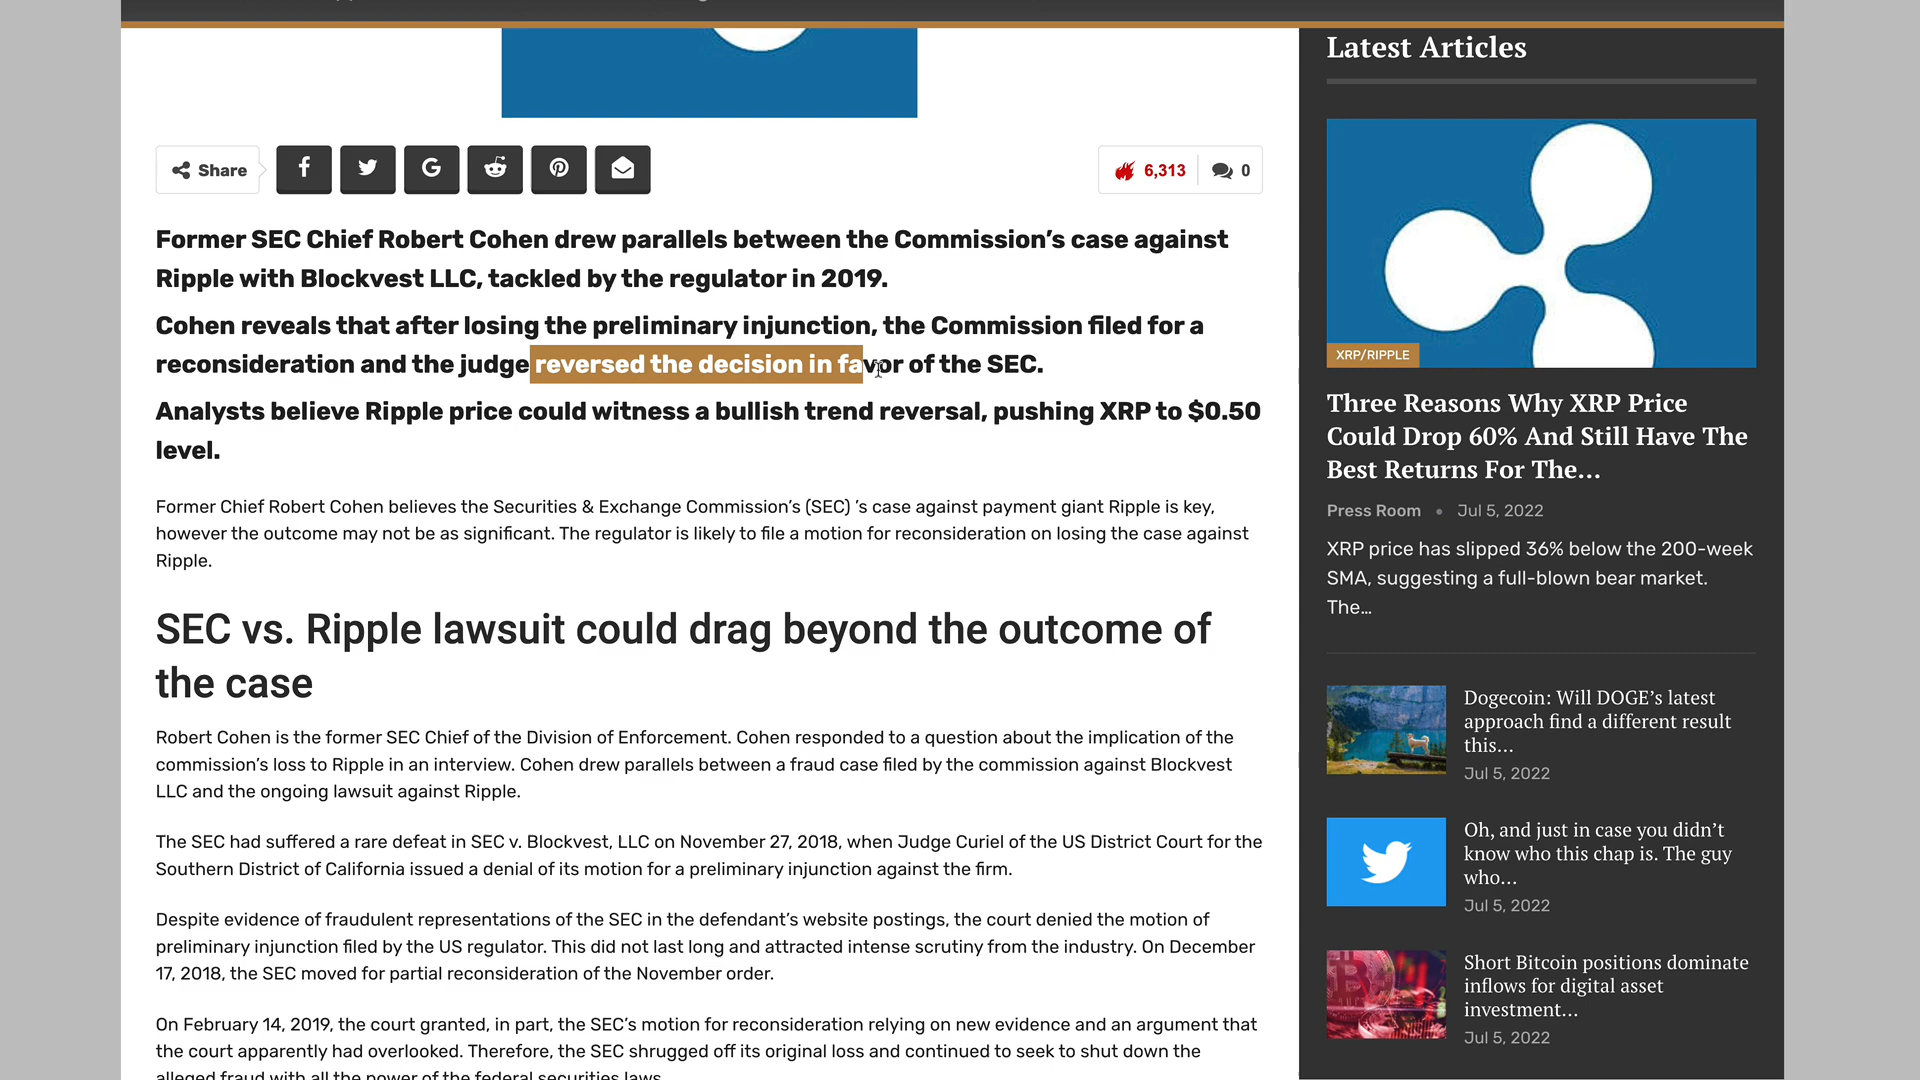 Latest Articles
Share
6,313
0
Former SEC Chief Robert Cohen drew parallels between the Commission’s case against
Ripple with Blockvest LLC, tackled by the regulator in 2019.
Cohen reveals that after losing the preliminary injunction, the Commission filed for a
reconsideration and the judge reversed the decision in favor of the SEC.
Analysts believe Ripple price could witness a bullish trend reversal, pushing XRP to $0.50
level.
Former Chief Robert Cohen believes the Securities & Exchange Commission’s (SEC) ’s case against payment giant Ripple is key,
however the outcome may not be as significant. The regulator is likely to file a motion for reconsideration on losing the case against
Ripple.
SEC vs. Ripple lawsuit could drag beyond the outcome of
the case
Robert Cohen is the former SEC Chief of the Division of Enforcement. Cohen responded to a question about the implication of the
commission’s loss to Ripple in an interview. Cohen drew parallels between a fraud case filed by the commission against Blockvest
LLC and the ongoing lawsuit against Ripple.
The SEC had suffered a rare defeat in SEC v. Blockvest, LLC on November 27, 2018, when Judge Curiel of the US District Court for the
Southern District of California issued a denial of its motion for a preliminary injunction against the firm.
Despite evidence of fraudulent representations of the SEC in the defendant’s website postings, the court denied the motion of
preliminary injunction filed by the US regulator. This did not last long and attracted intense scrutiny from the industry. On December
17, 2018, the SEC moved for partial reconsideration of the November order.
On February 14, 2019, the court granted, in part, the SEC’s motion for reconsideration relying on new evidence and an argument that
the court apparently had overlooked. Therefore, the SEC shrugged off its original loss and continued to seek to shut down the
alleged fraud with all the power of the federal securities laws.
XRP/RIPPLE
Three Reasons Why XRP Price
Could Drop 60% And Still Have The
Best Returns For The...
Press Room • Jul 5, 2022
XRP price has slipped 36% below the 200-week
SMA, suggesting a full-blown bear market.
The...
Dogecoin: Will DOGE’s latest
approach find a different result
this...
Jul 5, 2022
Oh, and just in case you didn’t
know who this chap is. The guy
who...
Jul 5, 2022
Short Bitcoin positions dominate
inflows for digital asset
investment...
Jul 5, 2022